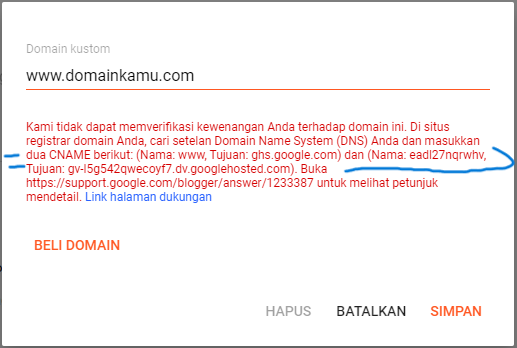 Domain kustom
www.domainkamu.com
Kami tidak dapat memverifikasi kewenangan Anda terhadap domain ini. Di situs
registrar domain Anda, cari setelan Domain Name System (DNS) Anda dan masukkan
dua CNAME berikut: (Nama: www, Tujuan: ghs.google.com) dan (Nama: eadl27nqrwhv,
Tujuan: gv-l5g542qwecoyf7.dv.googlehosted.com). Buka
https://support.google.com/blogger/answer/1233387 untuk melihat petunjuk
mendetail. Link halaman dukungan
BELI DOMAIN
HAPUS BATALKAN SIMPAN